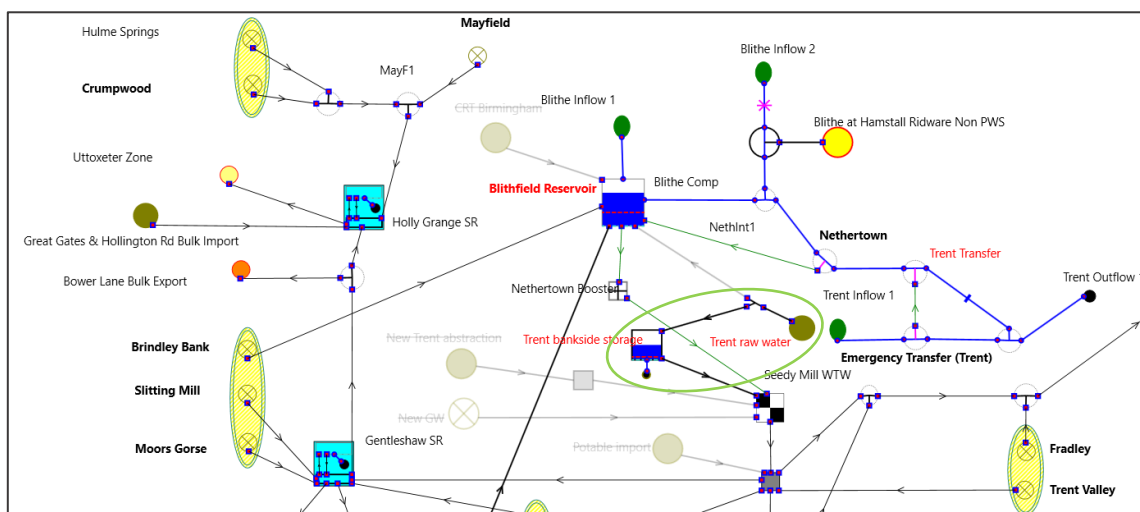 Hulme Springs
Mayfield
Blithe Inflow 2
MayF1
Crumpwood
Blithe Inflow 1
CRT Birmingham
Blithe at Hamstall Ridware Non PWS
Uttoxeter Zone
Blithfield Reservoir
Blithe Comp
Holly Grange SR
NethInt1
Nethertown
Great Gates & Hollington Rd Bulk Import
Trent Transfer
Bower Lane Bulk Export
Nethertown Booster
Trent Inflow 1
Trent Outflow 1
New Trent abstraction
Trent bankside storage
Trent raw water
Brindley Bank
Emergency Transfer (Trent)
Seedy Mill WTW
Slitting Mill
New GW
Gentleshaw SR
Moors Gorse
Potable import
Fradley
Trent Valley